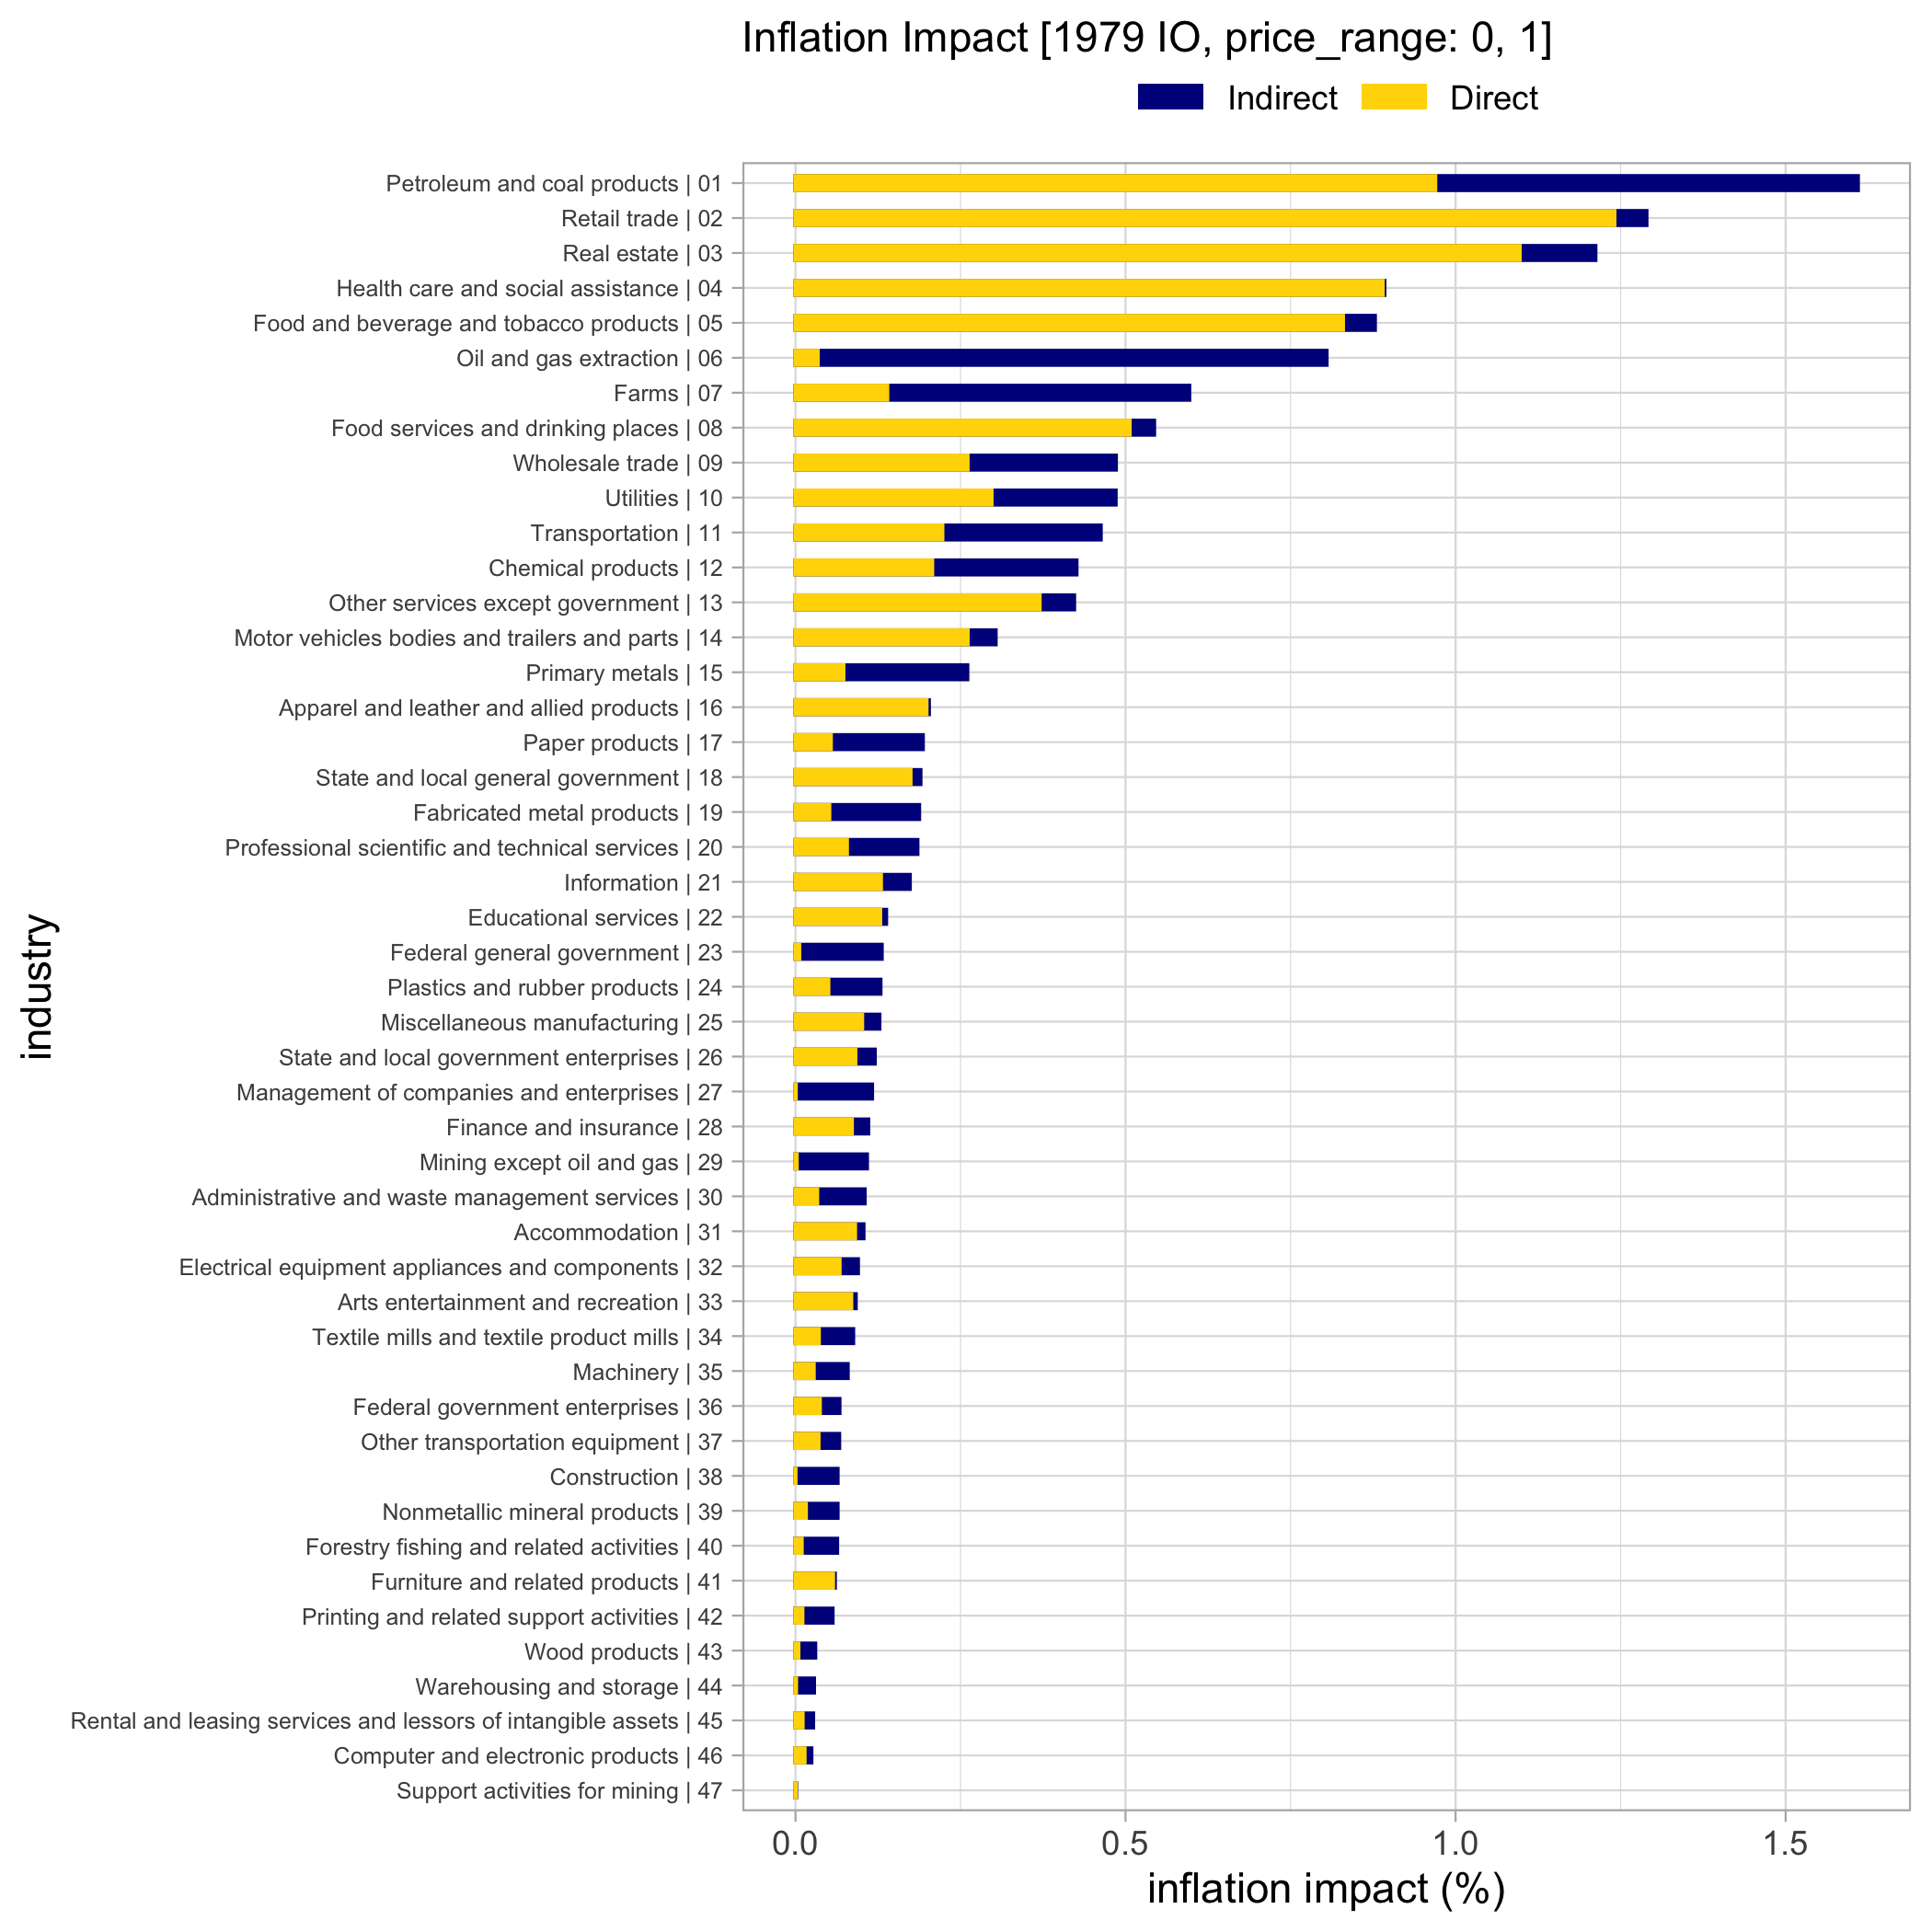 Inflation Impact [1979 IO, price_range: 0, 1]
Indirect Direct
Petroleum and coal products | 01
Retail trade | 02
Real estate | 03
Health care and social assistance | 04
Food and beverage and tobacco products | 05
Oil and gas extraction | 06
Farms | 07
Food services and drinking places | 08
Wholesale trade | 09
Utilities | 10
Transportation | 11
Chemical products | 12
Other services except government | 13
Motor vehicles bodies and trailers and parts | 14
Primary metals | 15
Apparel and leather and allied products | 16
Paper products | 17
State and local general government | 18
Fabricated metal products | 19
Professional scientific and technical services | 20
Information | 21
Educational services | 22
Federal general government | 23
Plastics and rubber products | 24
Miscellaneous manufacturing | 25
State and local government enterprises | 26
Management of companies and enterprises | 27
Finance and insurance | 28
Mining except oil and gas | 29
Administrative and waste management services | 30
Accommodation | 31
Electrical equipment appliances and components | 32
Arts entertainment and recreation | 33
Textile mills and textile product mills | 34
Machinery | 35
Federal government enterprises | 36
Other transportation equipment | 37
Construction | 38
Nonmetallic mineral products | 39
Forestry fishing and related activities | 40
Furniture and related products | 41
Printing and related support activities | 42
Wood products | 43
Warehousing and storage | 44
Rental and leasing services and lessors of intangible assets | 45
Computer and electronic products | 46
Support activities for mining | 47
industry
0.0 0.5 1.0 1.5
inflation impact (%)